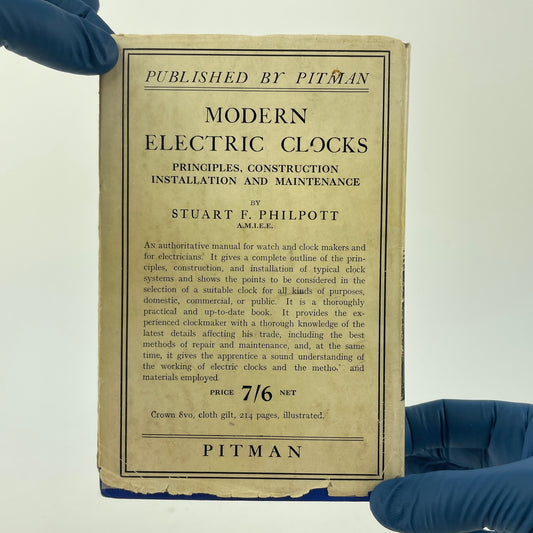 PUBLISHED BY PITMAN
MODERN
ELECTRIC CLOCKS
PRINCIPLES, CONSTRUCTION
INSTALLATION AND MAINTENANCE
BY
STUART F. PHILPOTT
A.M.I.E.E.
AN authoritative manual for watch and clock makers and
for electricians. It gives a complete outline of the prin-
ciples, construction, and installation of typical clock
systems and shows the points to be considered in the
selection of a suitable clock for all kinds of purposes,
domestic, commercial, or public. It is a thoroughly
practical and up-to-date book. It provides the ex-
perienced clockmaker with a thorough knowledge of the
latest details affecting his trade, including the best
methods of repair and maintenance, and, at the same
time, it gives the apprentice a sound understanding of
the working of electric clocks and the method and
materials employed
PRICE 7/6 NET
Crown 8vo, cloth gilt, 214 pages, illustrated.
PITMAN